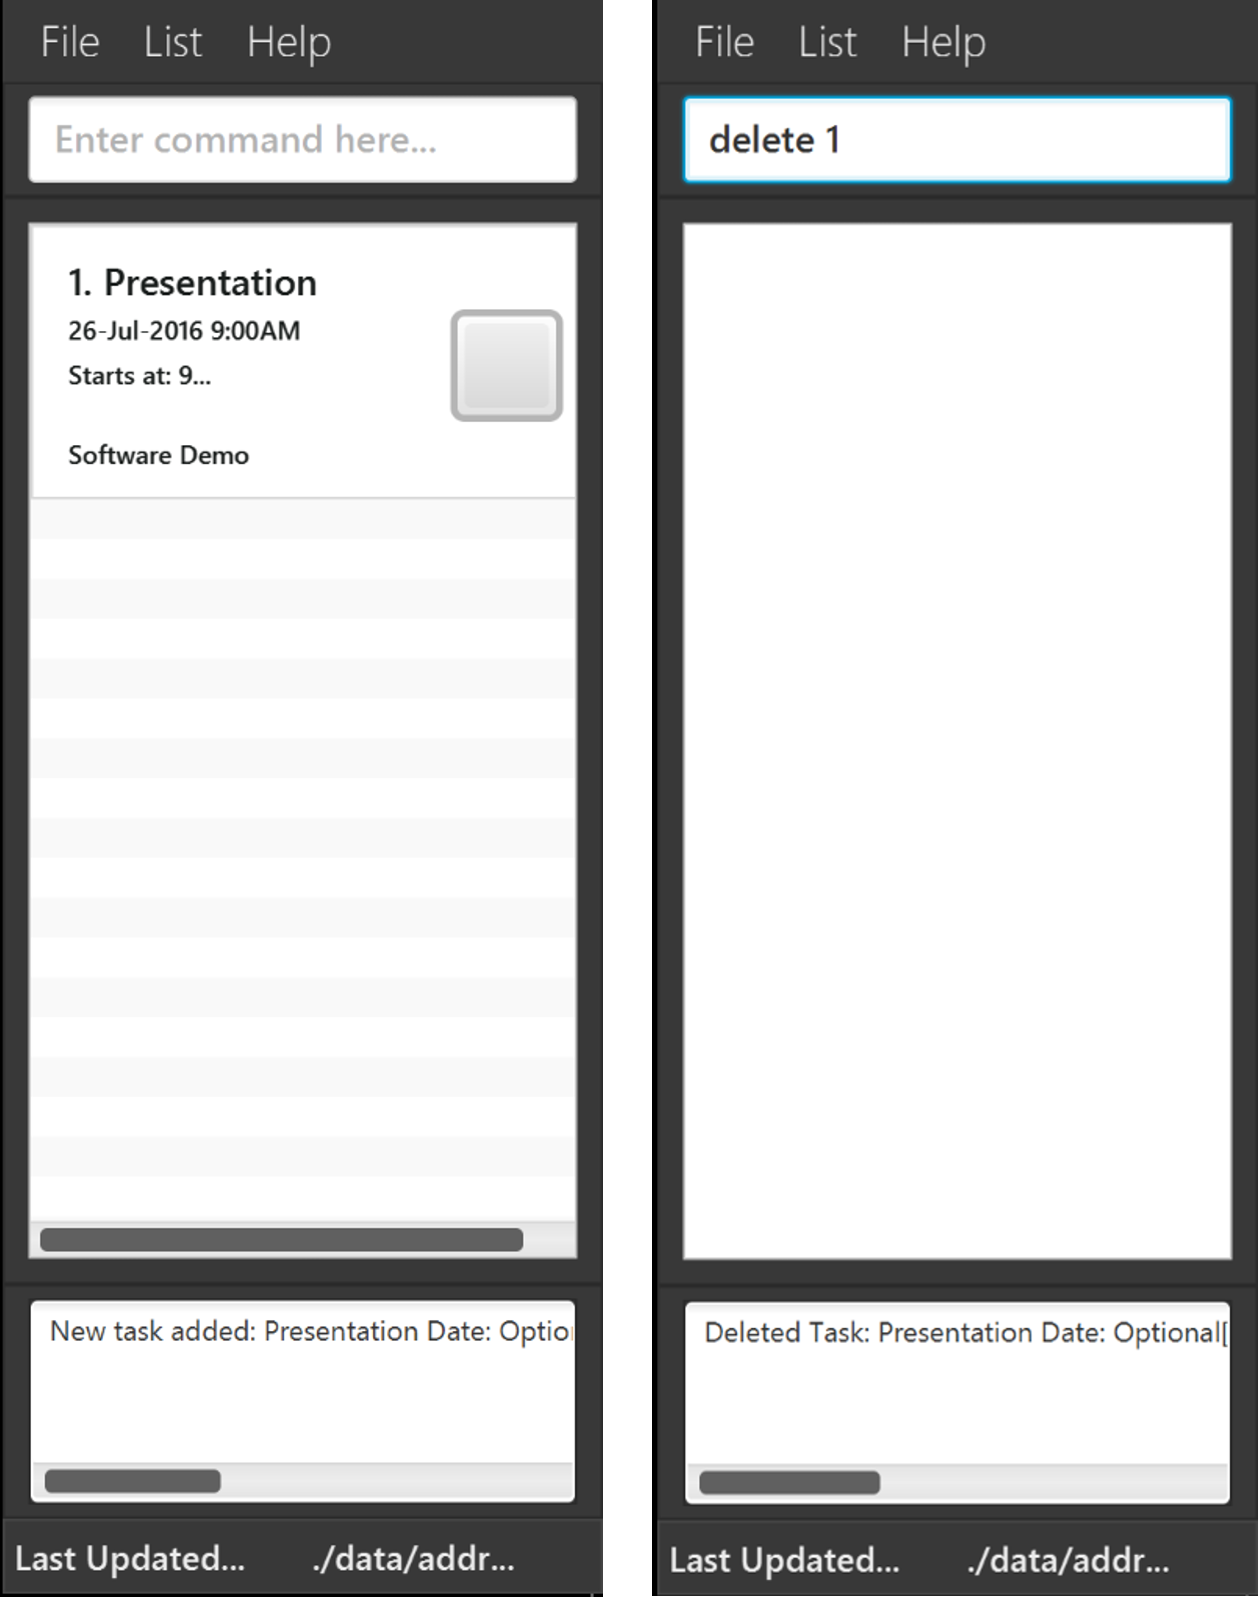 File List Help
Enter command here...
1. Presentation
26-Jul-2016 9:00AM
Starts at: 9...
Software Demo
New task added: Presentation Date: Optio
Last Updated... ./data/addr...
File List Help
delete 1
Deleted Task: Presentation Date: Optional[
Last Updated... ./data/addr...